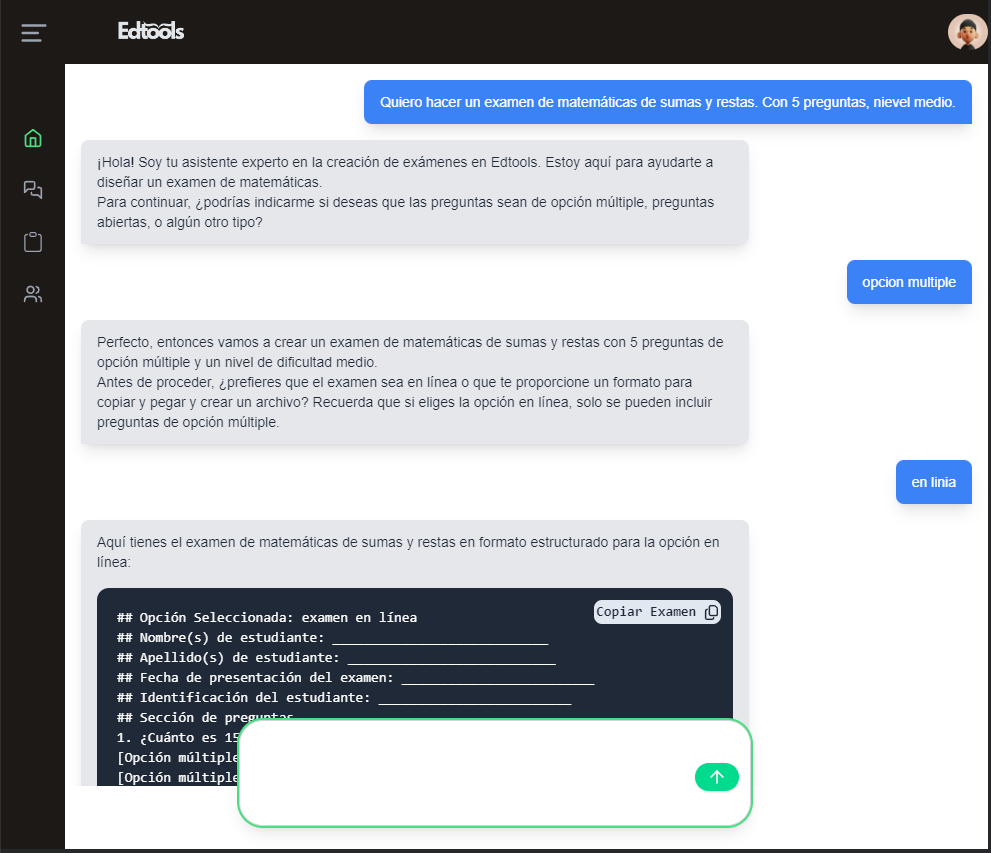 Edtools
Quiero hacer un examen de matemáticas de sumas y restas. Con 5 preguntas, nievel medio.
¡Hola! Soy tu asistente experto en la creación de exámenes en Edtools. Estoy aquí para ayudarte a
diseñar un examen de matemáticas.
Para continuar, ¿podrías indicarme si deseas que las preguntas sean de opción múltiple, preguntas
abiertas, o algún otro tipo?
opcion multiple
Perfecto, entonces vamos a crear un examen de matemáticas de sumas y restas con 5 preguntas de
opción múltiple y un nivel de dificultad medio.
Antes de proceder, ¿prefieres que el examen sea en línea o que te proporcione un formato para
copiar y pegar y crear un archivo? Recuerda que si eliges la opción en línea, solo se pueden incluir
preguntas de opción múltiple.
en linia
Aquí tienes el examen de matemáticas de sumas y restas en formato estructurado para la opción en
línea:
Copiar Examen
## Opción Seleccionada: examen en línea
## Nombre(s) de estudiante: ____________________________
## Apellido(s) de estudiante: ___________________________
## Fecha de presentación del examen: _________________________
## Identificación del estudiante: _________________________
## Sección de preguntas
1. ¿Cuánto es 15
[Opción múltiple
[Opción múltiple